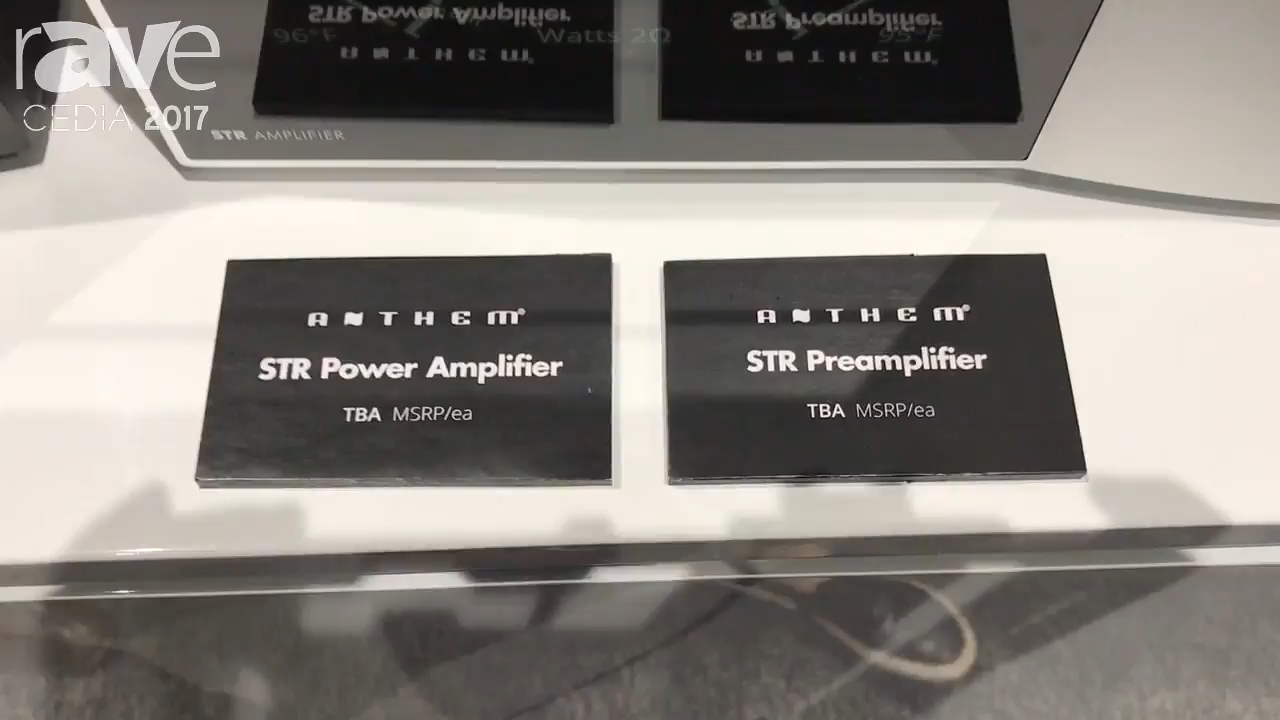 rave
CEDIA 2017
STR Power Amplifier
STR Preamplifier
96°F
Watts 2Ω
95°F
ANTHEM
ANTHEM
STR AMPLIFIER
ANTHEM®
STR Power Amplifier
TBA MSRP/ea
ANTHEM®
STR Preamplifier
TBA MSRP/ea